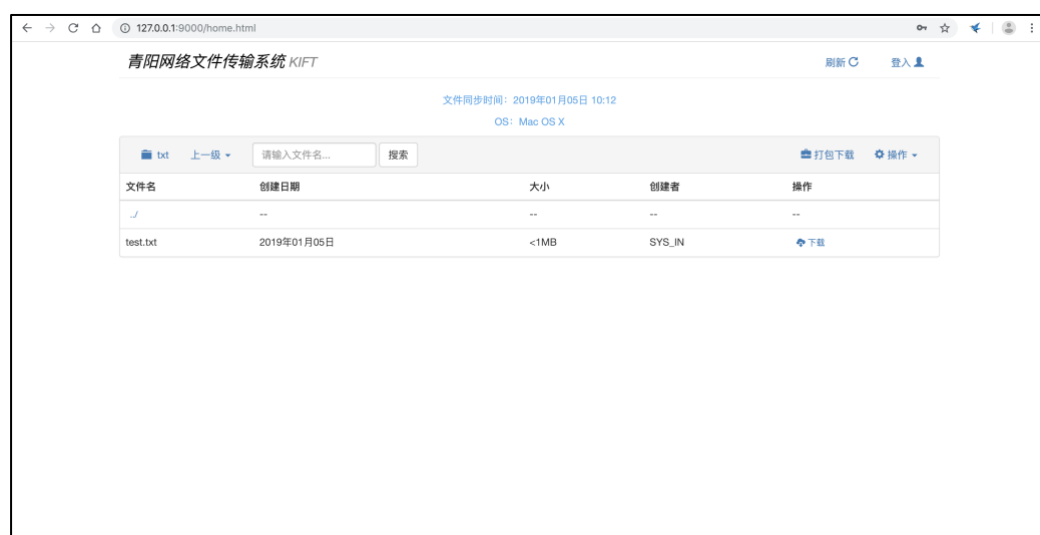 127.0.0.1:9000/home.html
青阳网络文件传输系统 KIFT 刷新 登入
文件同步时间：2019年01月05日 10:12
OS：Mac OS X
txt 上一级 请输入文件名... 搜索 打包下载 操作
文件名 创建日期 大小 创建者 操作
../ -- -- -- --
test.txt 2019年01月05日 <1MB SYS_IN 下载